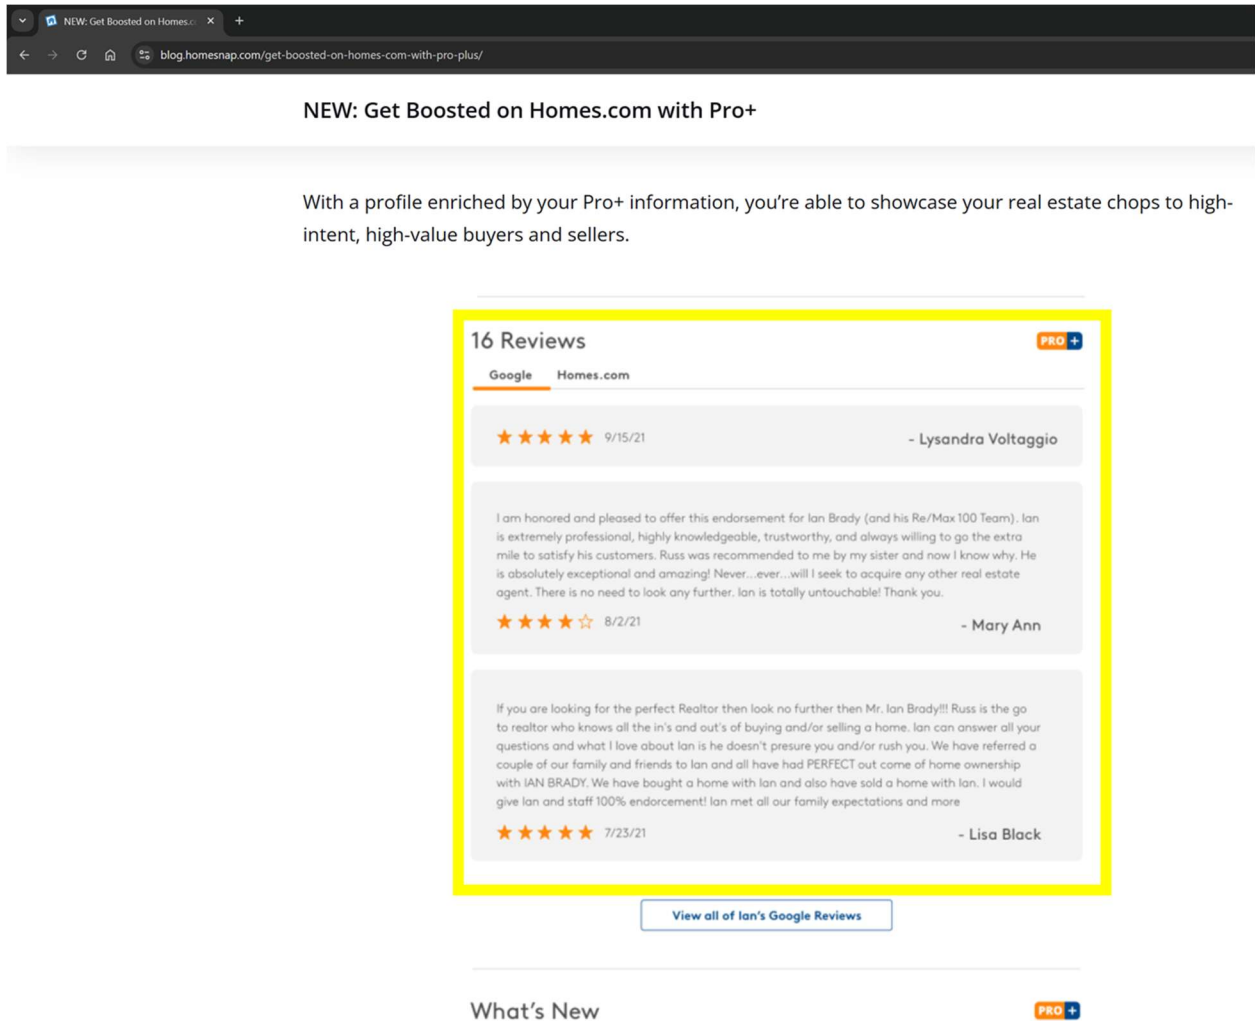 NEW: Get Boosted on Homes.c
blog.homesnap.com/get-boosted-on-homes-com-with-pro-plus/
NEW: Get Boosted on Homes.com with Pro+
With a profile enriched by your Pro+ information, you're able to showcase your real estate chops to high-
intent, high-value buyers and sellers.
16 Reviews
PRO +
Google Homes.com
9/15/21 - Lysandra Voltaggio
I am honored and pleased to offer this endorsement for Ian Brady (and his Re/Max 100 Team). Ian
is extremely professional, highly knowledgeable, trustworthy, and always willing to go the extra
mile to satisfy his customers. Russ was recommended to me by my sister and now I know why. He
is absolutely exceptional and amazing! Never...ever...will I seek to acquire any other real estate
agent. There is no need to look any further. Ian is totally untouchable! Thank you.
8/2/21 - Mary Ann
If you are looking for the perfect Realtor then look no further then Mr. Ian Brady!!! Russ is the go
to realtor who knows all the in's and out's of buying and/or selling a home. Ian can answer all your
questions and what I love about Ian is he doesn't presure you and/or rush you. We have referred a
couple of our family and friends to Ian and all have had PERFECT out come of home ownership
with IAN BRADY. We have bought a home with Ian and also have sold a home with Ian. I would
give Ian and staff 100% endorcement! Ian met all our family expectations and more
7/23/21 - Lisa Black
View all of Ian's Google Reviews
What's New
PRO +